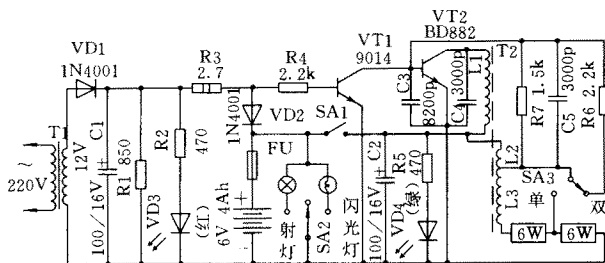 VT2
VT1 BD882
9014
VD1
1N4001
R3
2.7
R4
2.2k
C3
8200p
C4
3000p
L1
T2
R7 1.5k
C5
3000p
R6 2.2k
T1
~
220V
12V
C1
+
100/16V
R1 850
R2
470
VD3
(红)
1N4001
VD2
SA1
FU
+
6V 4Ah
射灯
SA2
闪光灯
C2
+
100/16V
R5
470
VD4
(绿)
L2
L3
SA3
单
双
6W
6W